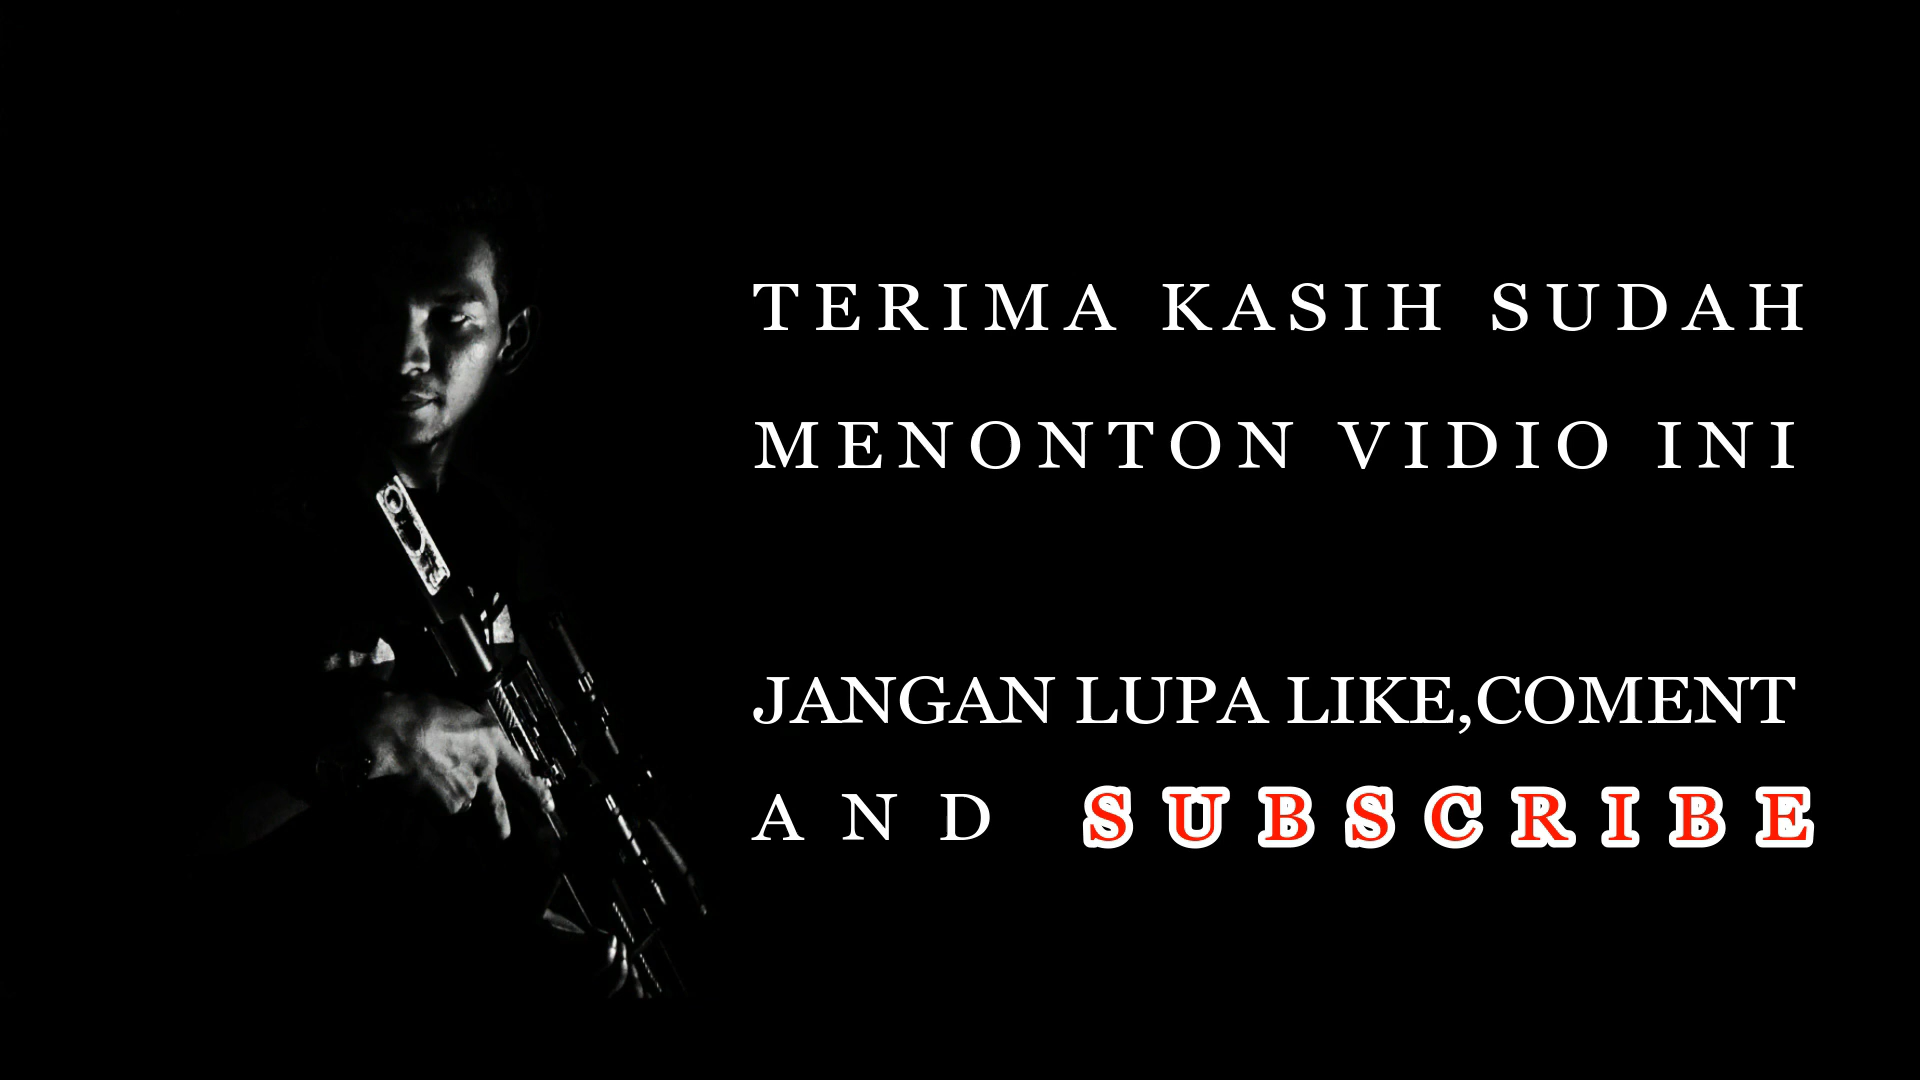 TERIMA KASIH SUDAH
MENONTON VIDIO INI
JANGAN LUPA LIKE,COMENT
AND SUBSCRIBE